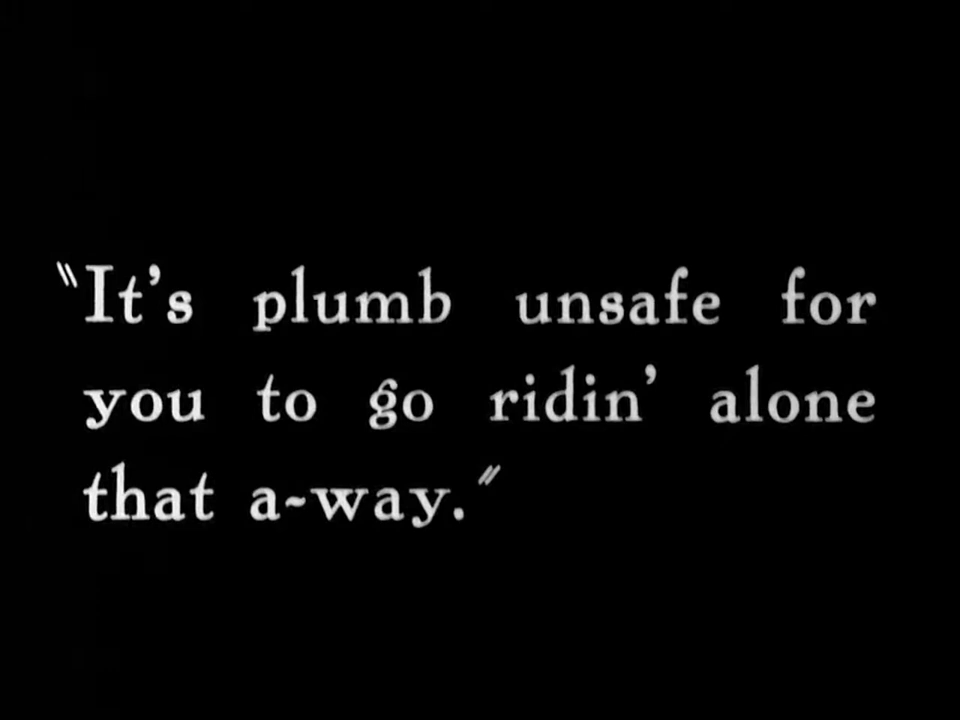 "It's plumb unsafe for
you to go ridin' alone
that a-way."